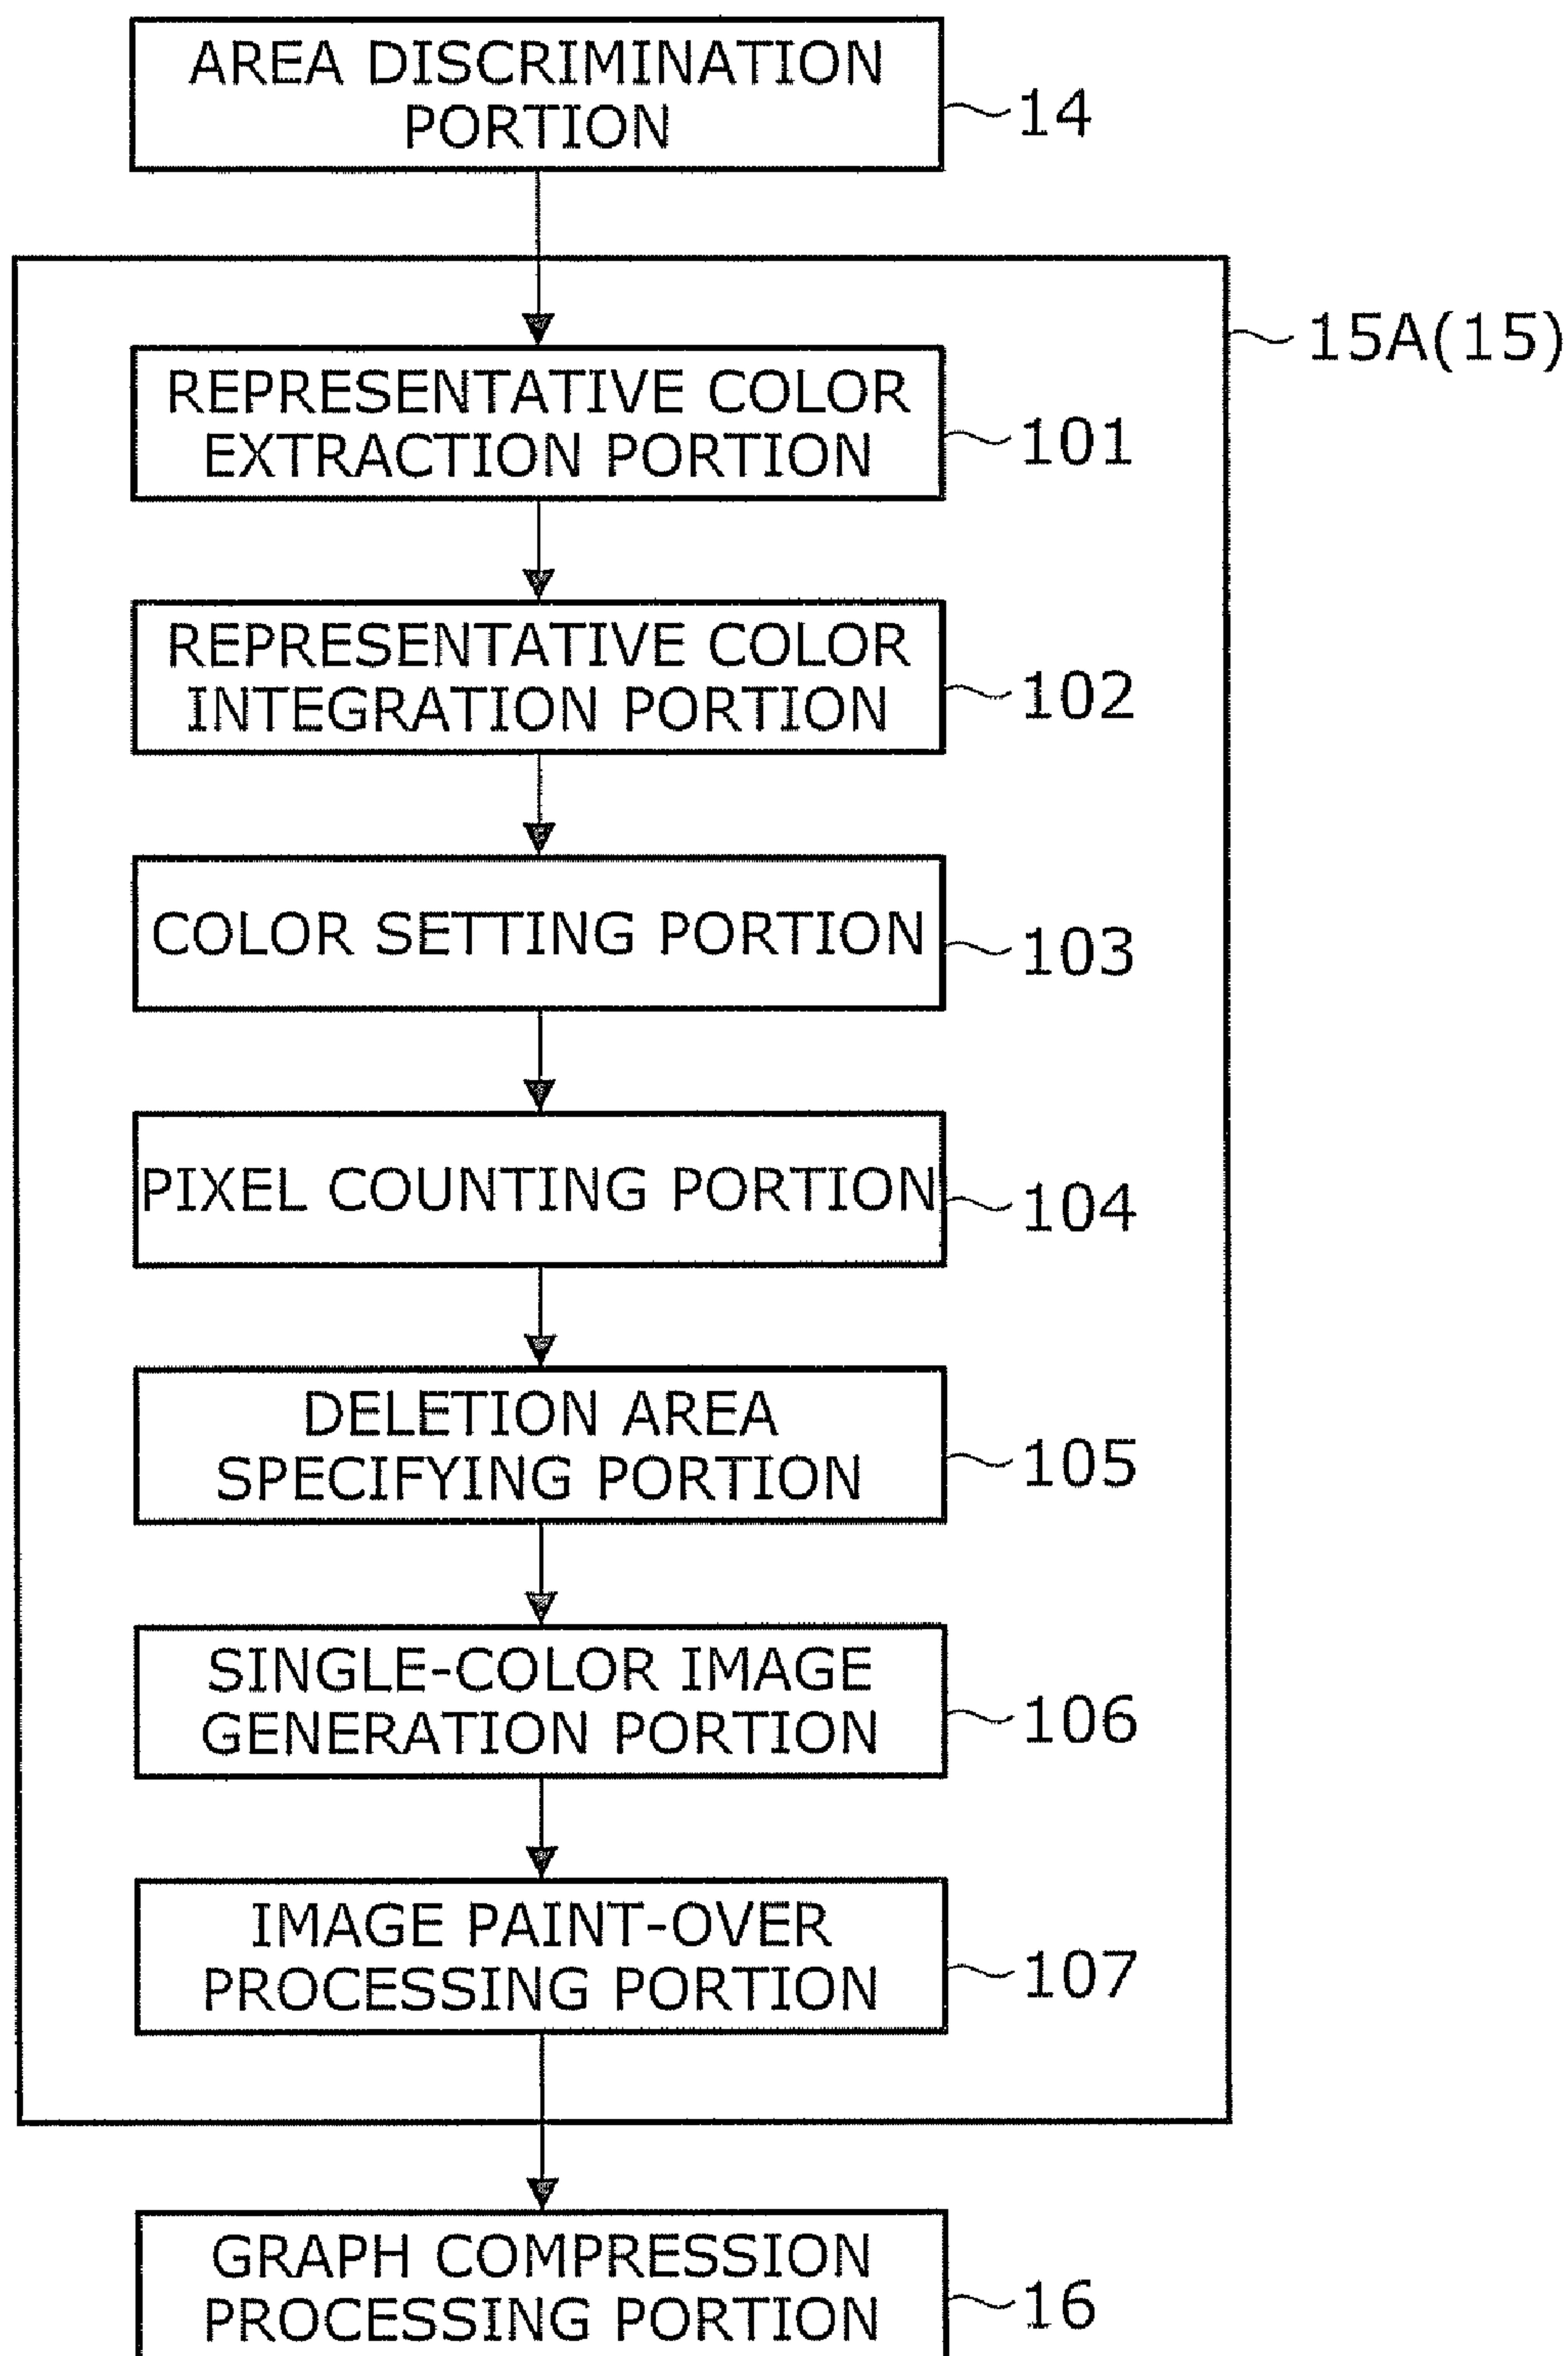 AREA DISCRIMINATION
PORTION
14
15A(15)
REPRESENTATIVE COLOR
EXTRACTION PORTION
101
REPRESENTATIVE COLOR
INTEGRATION PORTION
102
COLOR SETTING PORTION
103
PIXEL COUNTING PORTION
104
DELETION AREA
SPECIFYING PORTION
105
SINGLE-COLOR IMAGE
GENERATION PORTION
106
IMAGE PAINT-OVER
PROCESSING PORTION
107
GRAPH COMPRESSION
PROCESSING PORTION
16